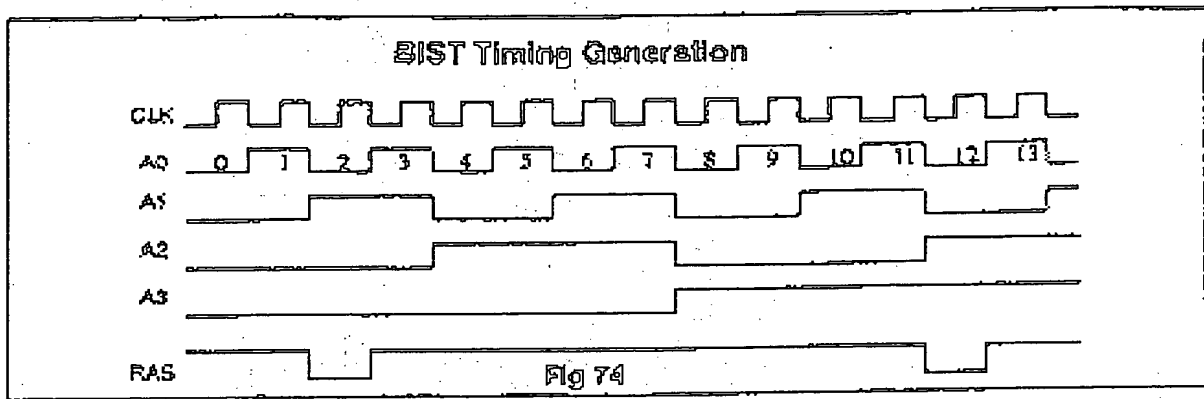 BIST Timing Generation
CLK
A0 0 1 2 3 4 5 6 7 8 9 10 11 12 13
A1
A2
A3
RAS
Fig 74